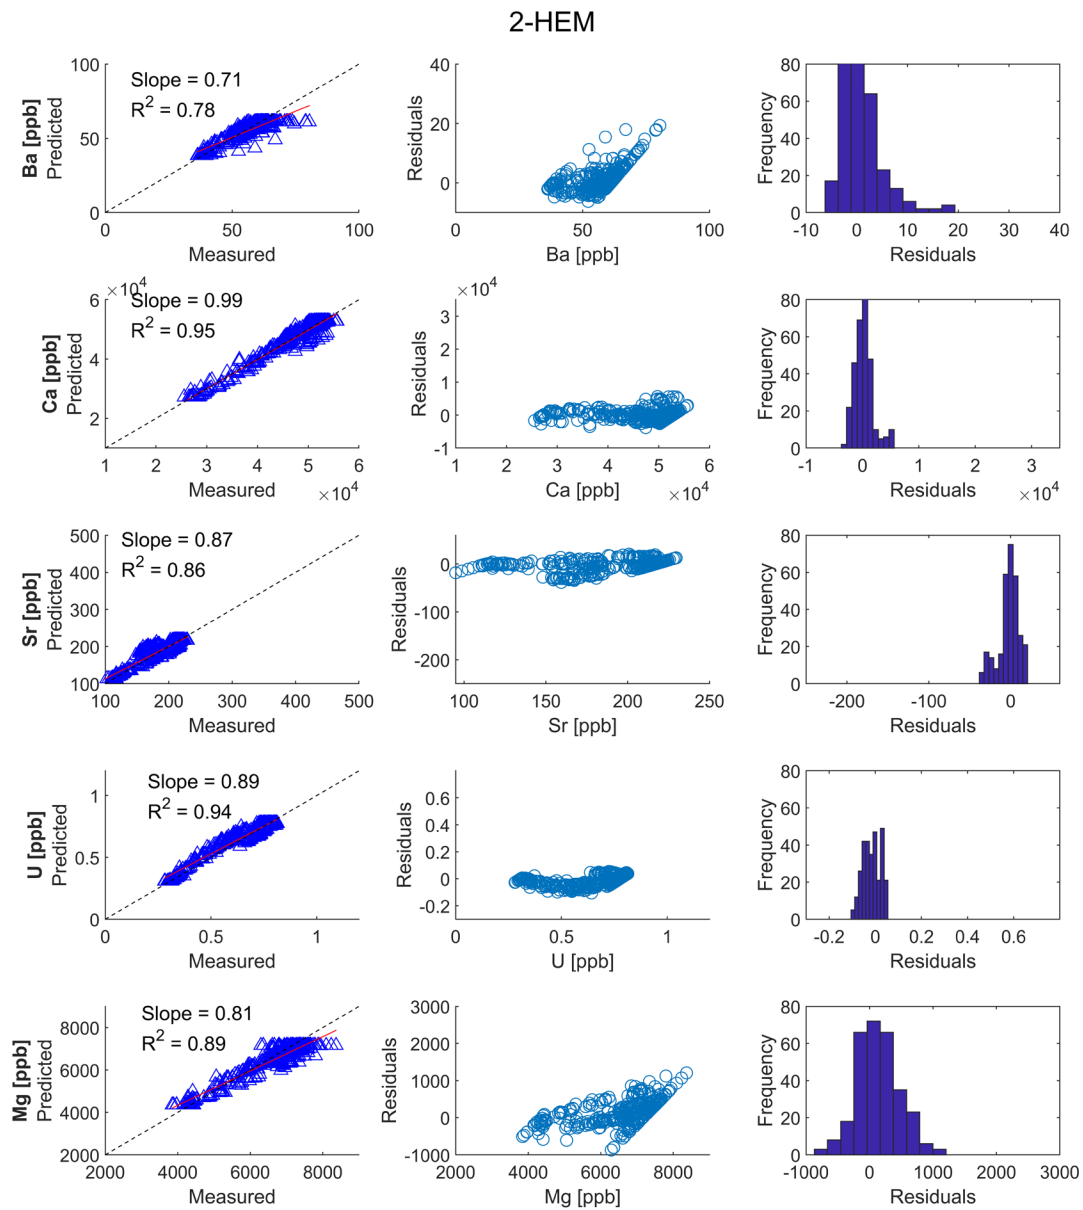 2-HEM
Slope = 0.71
R² = 0.78
Ba [ppb]
Predicted
100
50
0
0 50 100
Measured
Residuals
40
20
0
0 50 100
Ba [ppb]
Frequency
80
60
40
20
0
-10 0 10 20 30 40
Residuals
×10⁴
Slope = 0.99
R² = 0.95
Ca [ppb]
Predicted
6
4
2
1 2 3 4 5 6
Measured
×10⁴
×10⁴
Residuals
3
2
1
0
-1
1 2 3 4 5 6
Ca [ppb]
×10⁴
Frequency
80
60
40
20
0
-1 0 1 2 3
Residuals
×10⁴
Slope = 0.87
R² = 0.86
Sr [ppb]
Predicted
500
400
300
200
100
100 200 300 400 500
Measured
Residuals
0
-100
-200
100 150 200 250
Sr [ppb]
Frequency
80
60
40
20
0
-200 -100 0
Residuals
Slope = 0.89
R² = 0.94
U [ppb]
Predicted
1
0.5
0
0 0.5 1
Measured
Residuals
0.6
0.4
0.2
0
-0.2
0 0.5 1
U [ppb]
Frequency
80
60
40
20
0
-0.2 0 0.2 0.4 0.6
Residuals
Slope = 0.81
R² = 0.89
Mg [ppb]
Predicted
8000
6000
4000
2000
2000 4000 6000 8000
Measured
Residuals
3000
2000
1000
0
-1000
2000 4000 6000 8000
Mg [ppb]
Frequency
80
60
40
20
0
-1000 0 1000 2000 3000
Residuals